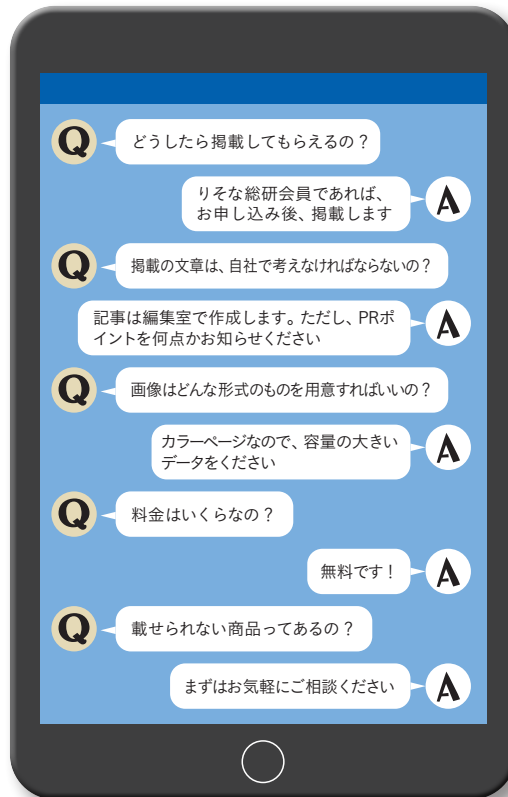 Q
どうしたら掲載してもらえるの？
りそな総研会員であれば、
お申し込み後、掲載します
A
Q
掲載の文章は、自社で考えなければならないの？
記事は編集室で作成します。ただし、PRポ
イントを何点かお知らせください
A
Q
画像はどんな形式のものを用意すればいいの？
カラーページなので、容量の大きい
データをください
A
Q
料金はいくらなの？
無料です！
A
Q
載せられない商品ってあるの？
まずはお気軽にご相談ください
A